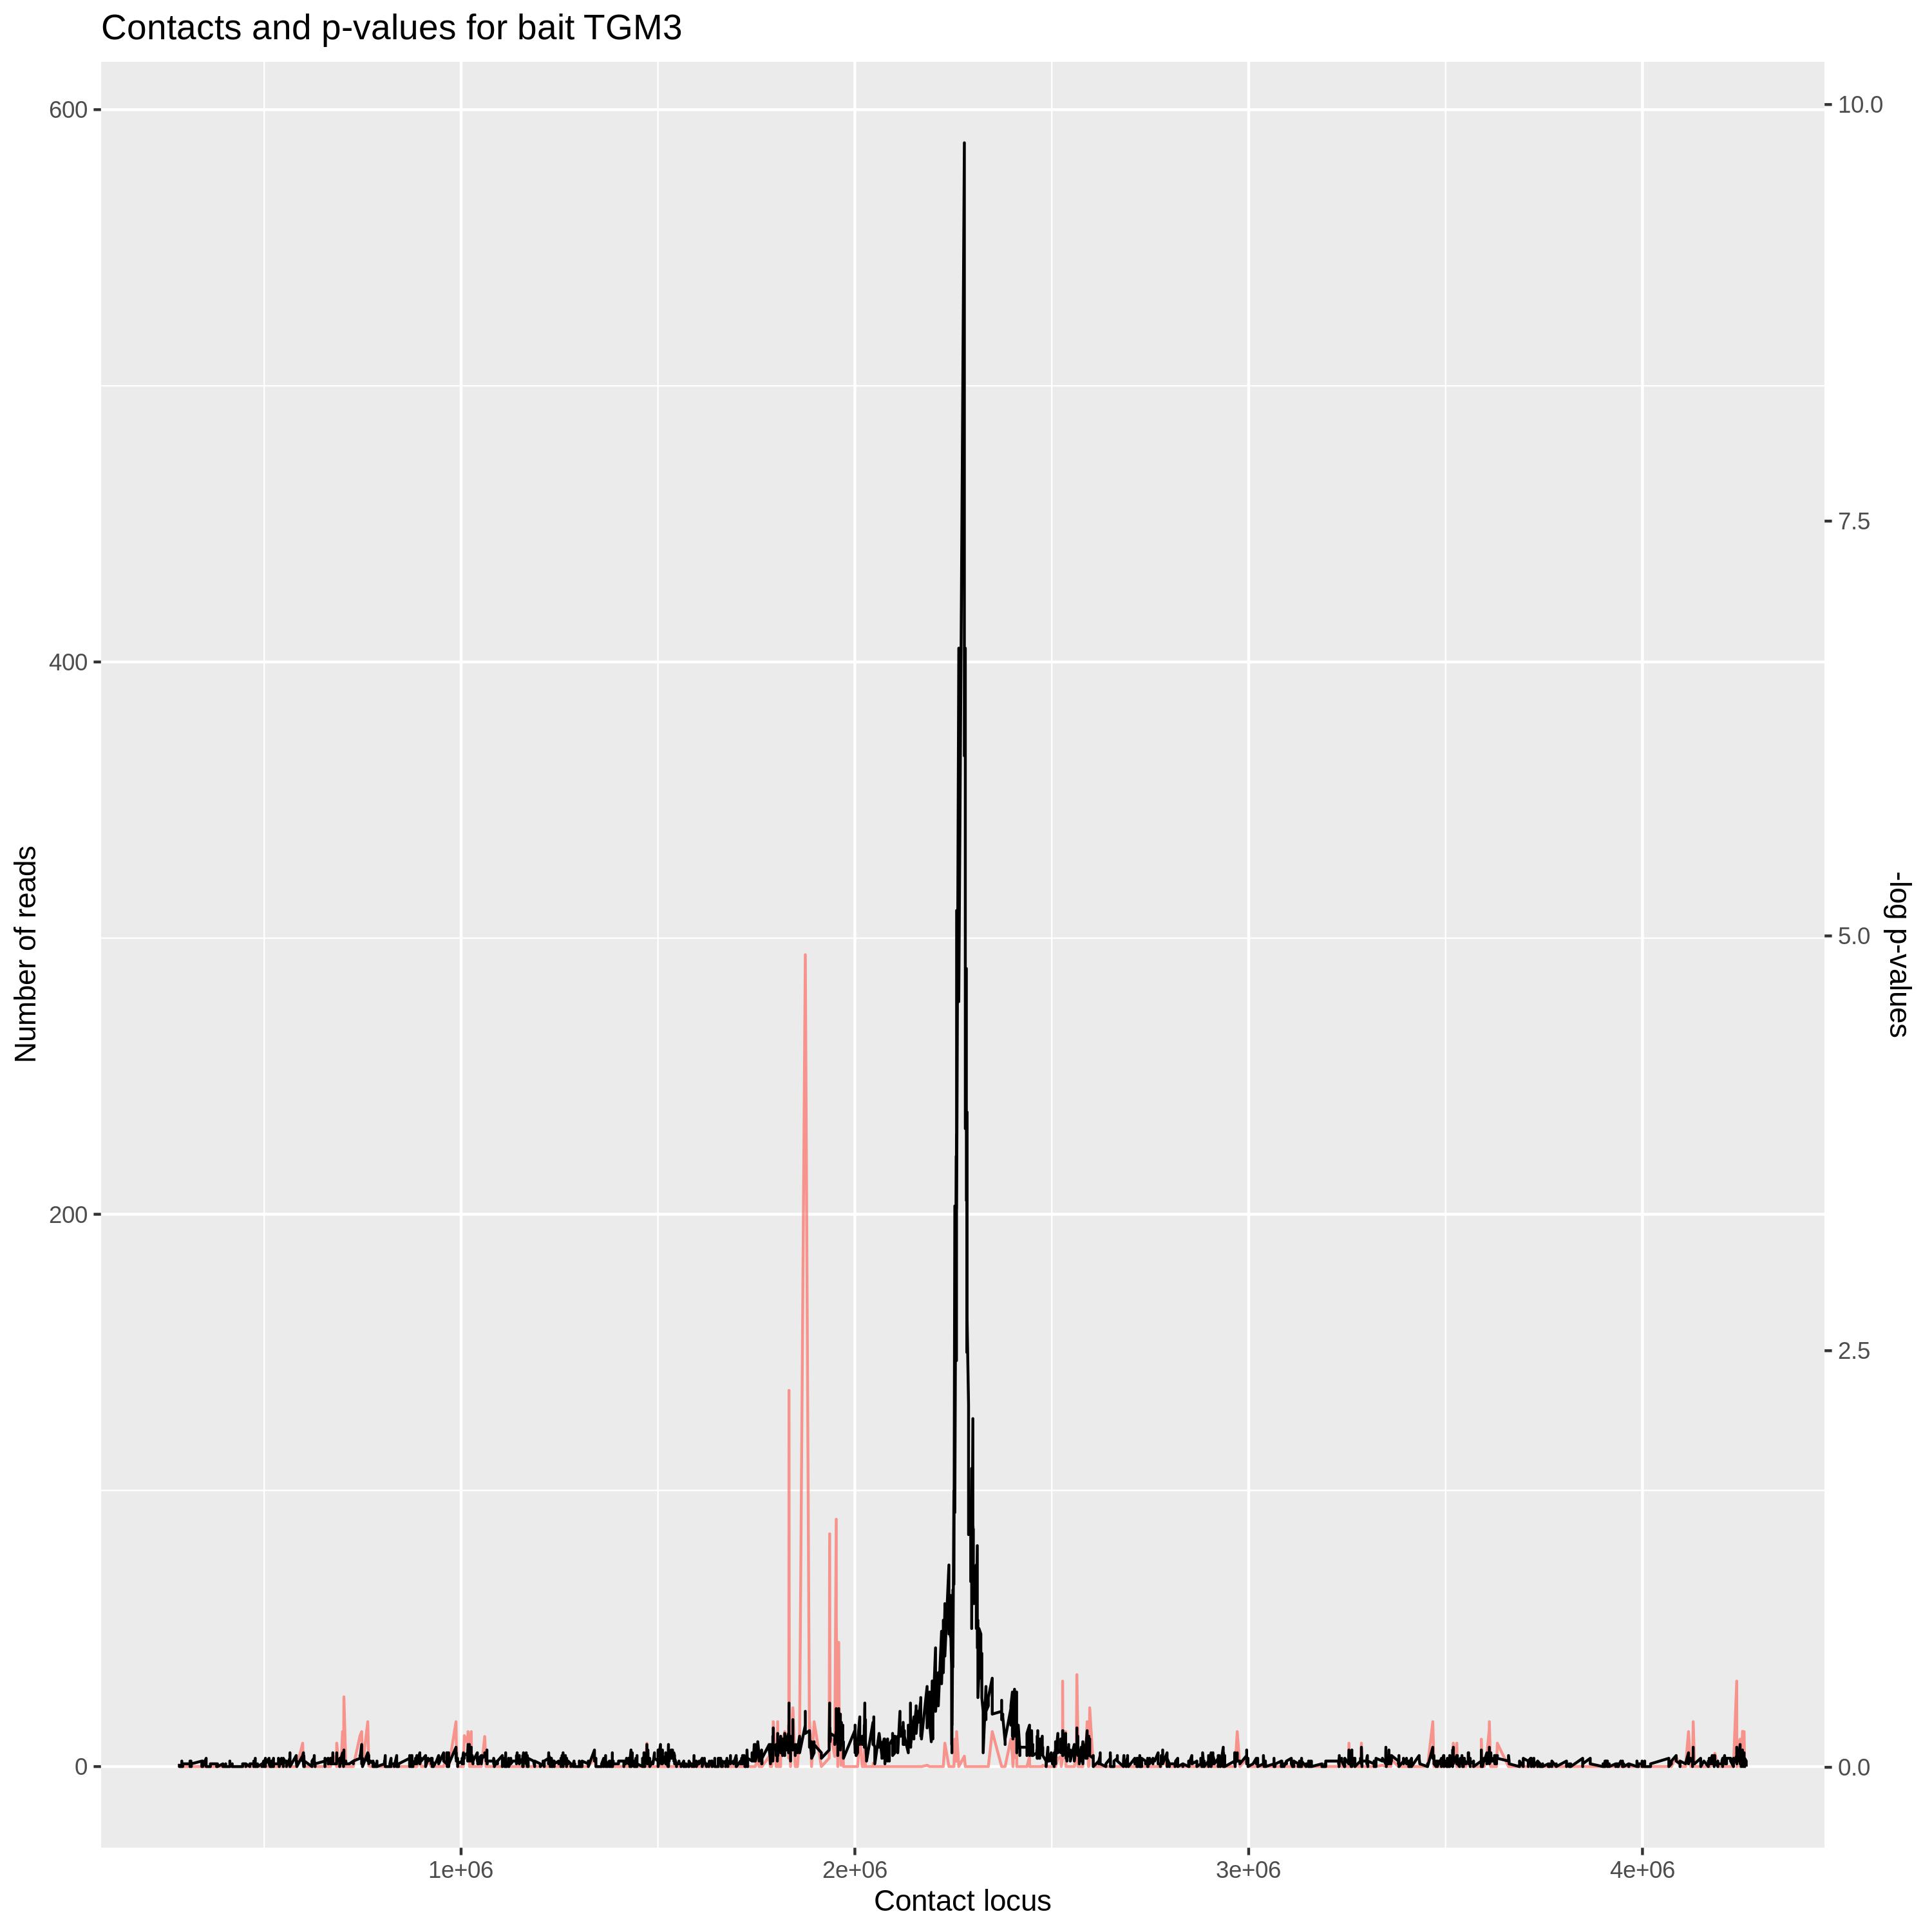 Contacts and p-values for bait TGM3
600
400
200
0
10.0
7.5
5.0
2.5
0.0
Number of reads
-log p-values
1e+06
2e+06
3e+06
4e+06
Contact locus